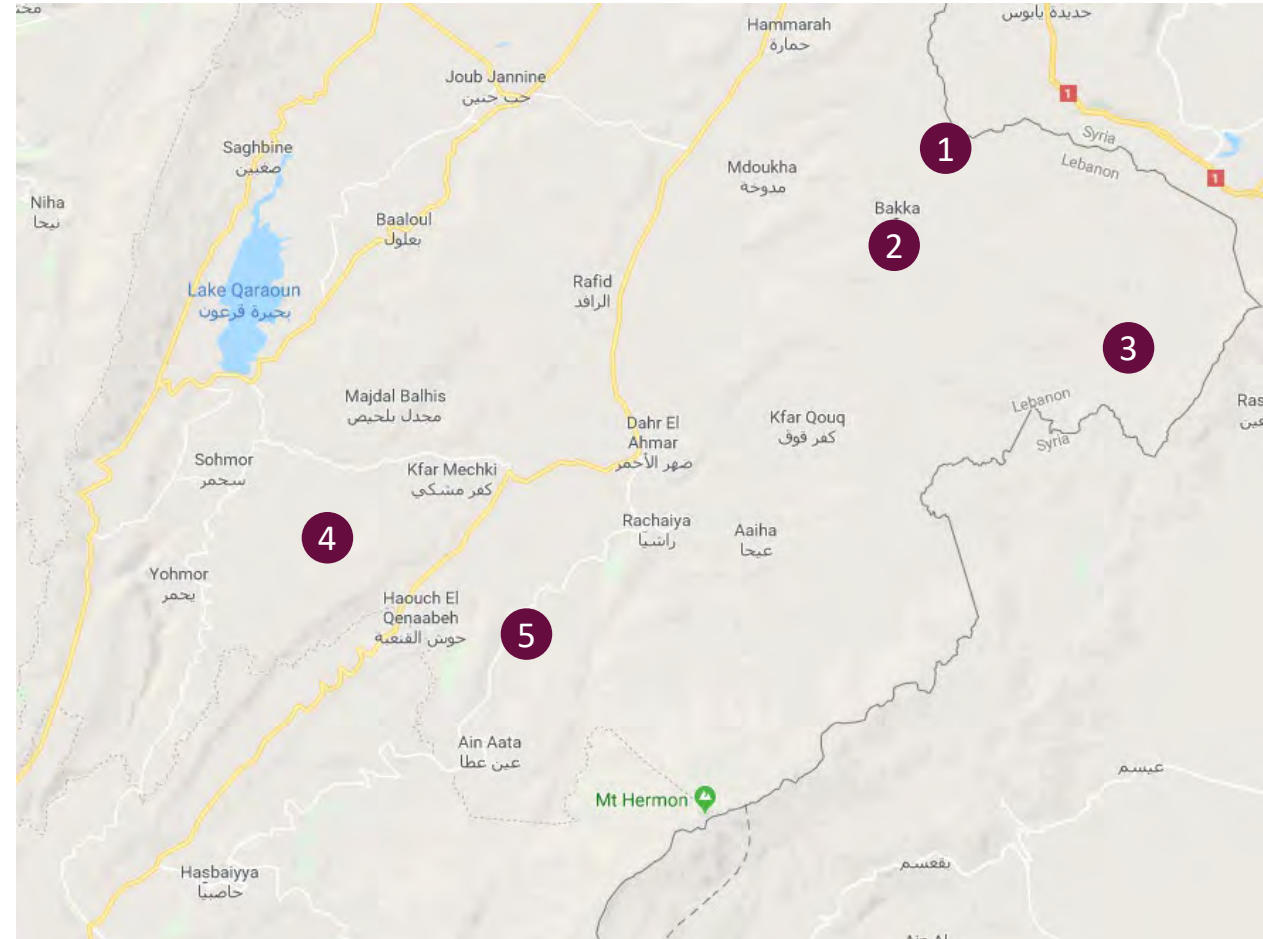 Hammarah
حمارة
حديدة يابوس
Joub Jannine
جب جنين
1
1
Syria
Lebanon
1
Saghbine
صغبين
Mdoukha
مدوخة
Niha
نيحا
Bakka
2
Baaloul
بعلول
Rafid
الرافد
Lake Qaraoun
بحيرة قرعون
3
Majdal Balhis
مجدل بلحيص
Lebanon
Syria
Dahr El
Ahmar
ضهر الأحمر
Kfar Qouq
كفر قوق
Sohmor
سحمر
Kfar Mechki
كفر مشكي
4
Rachaiya
راشيا
Aaiha
عيحا
Yohmor
يحمر
Haouch El
Qenaabeh
حوش القنعبة
5
Ain Aata
عين عطا
Mt Hermon
عيسم
بقعسم
Hasbaiyya
حاصبيا